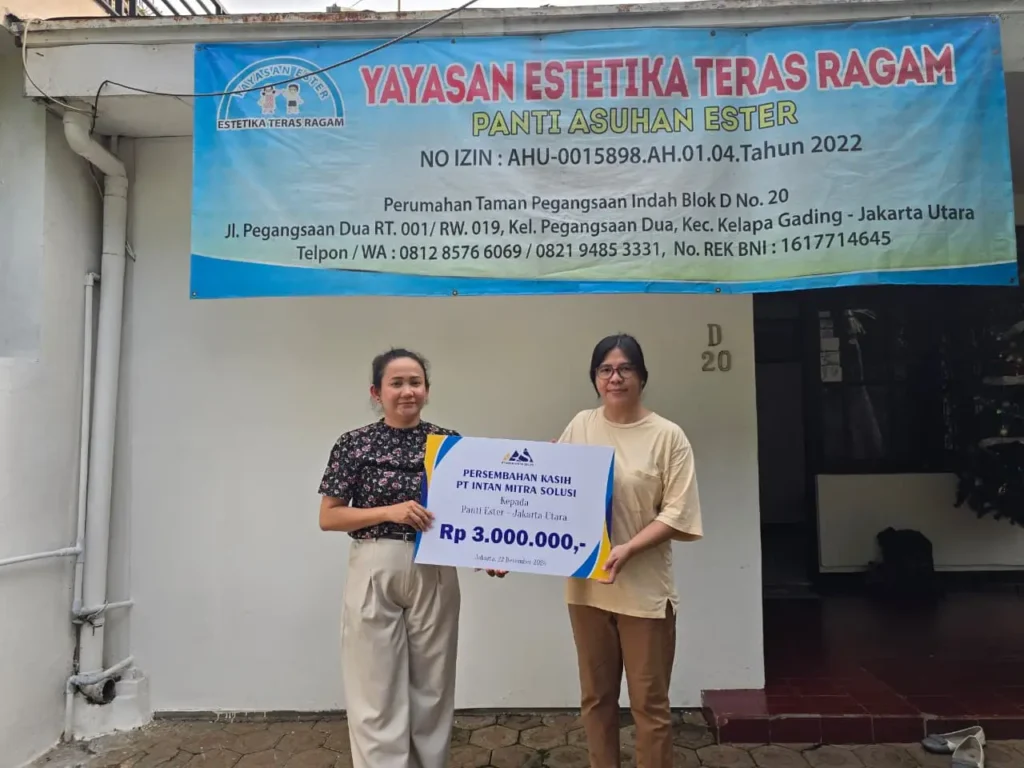 YAYASAN ESTER
ESTETIKA TERAS RAGAM
YAYASAN ESTETIKA TERAS RAGAM
PANTI ASUHAN ESTER
NO IZIN : AHU-0015898.AH.01.04.Tahun 2022
Perumahan Taman Pegangsaan Indah Blok D No. 20
Jl. Pegangsaan Dua RT. 001/ RW. 019, Kel. Pegangsaan Dua, Kec. Kelapa Gading - Jakarta Utara
Telpon / WA : 0812 8576 6069 / 0821 9485 3331, No. REK BNI : 1617714645
D
20
PERSEMBAHAN KASIH
PT INTAN MITRA SOLUSI
Kepada
Panti Ester - Jakarta Utara
Rp 3.000.000,-
Jakarta, 22 Desember